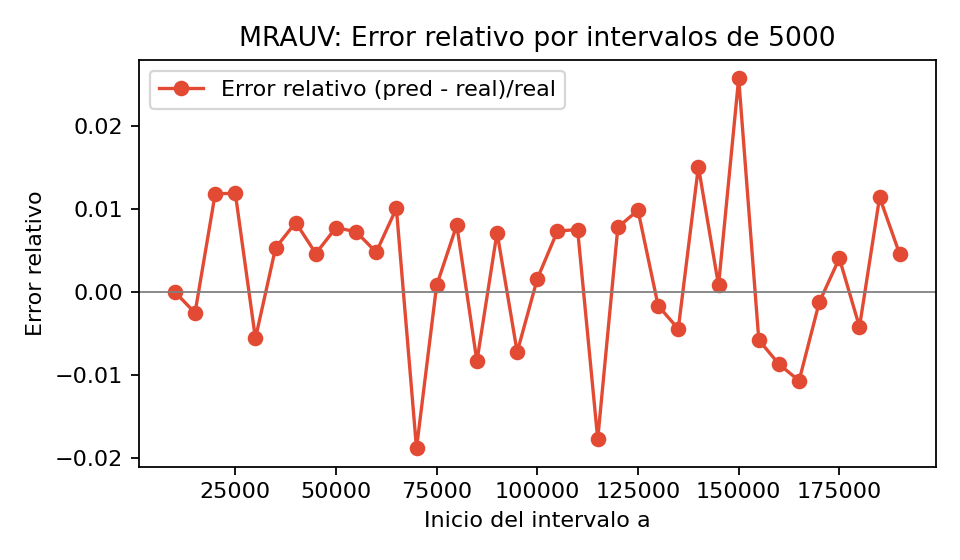 MRAUV: Error relativo por intervalos de 5000
Error relativo (pred - real)/real
Error relativo
0.02
0.01
0.00
−0.01
−0.02
25000 50000 75000 100000 125000 150000 175000
Inicio del intervalo a